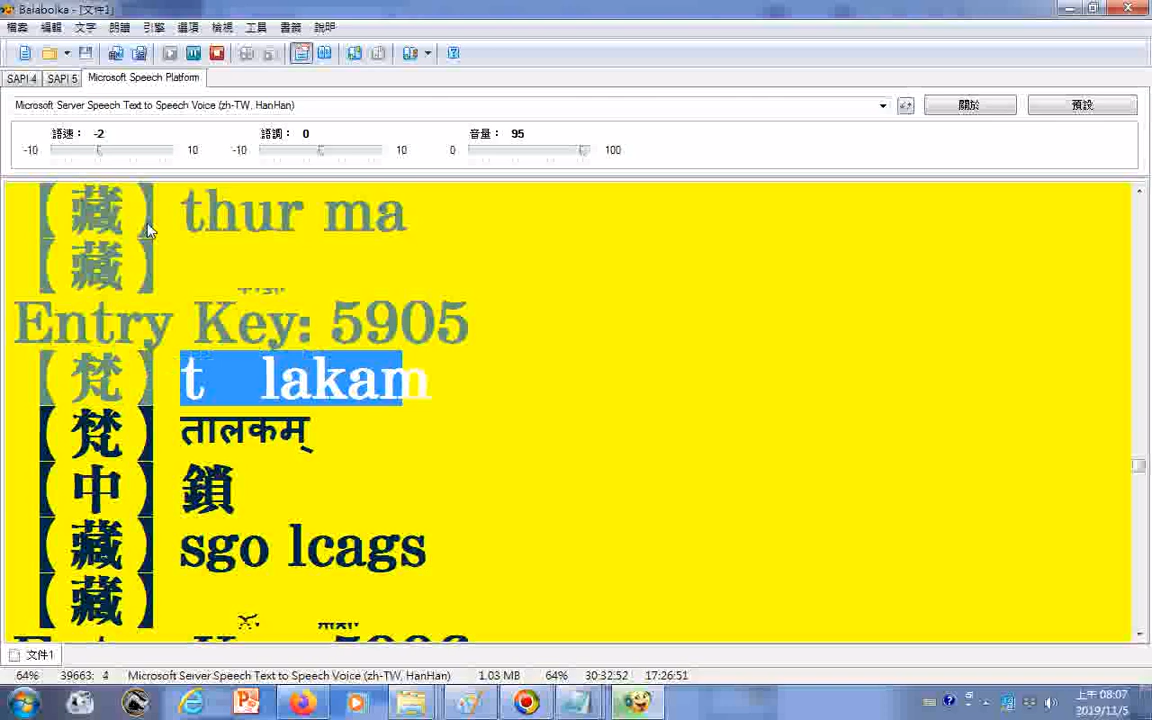 Balabolka - [文件1]
檔案 編輯 文字 朗讀 引擎 選項 檢視 工具 書籤 說明
SAPI 4 SAPI 5 Microsoft Speech Platform
Microsoft Server Speech Text to Speech Voice (zh-TW, HanHan) 關於 預設
語速： -2 語調： 0 音量： 95
-10 10 -10 10 0 100
【藏】 thur ma
【藏】
Entry Key: 5905
【梵】 t lakam
【梵】 तालकम्
【中】 鎖
【藏】 sgo lcags
【藏】
文件1
64% 39663: 4 Microsoft Server Speech Text to Speech Voice (zh-TW, HanHan) 1.03 MB 64% 30:32:52 17:26:51
上午 08:07
2019/11/5